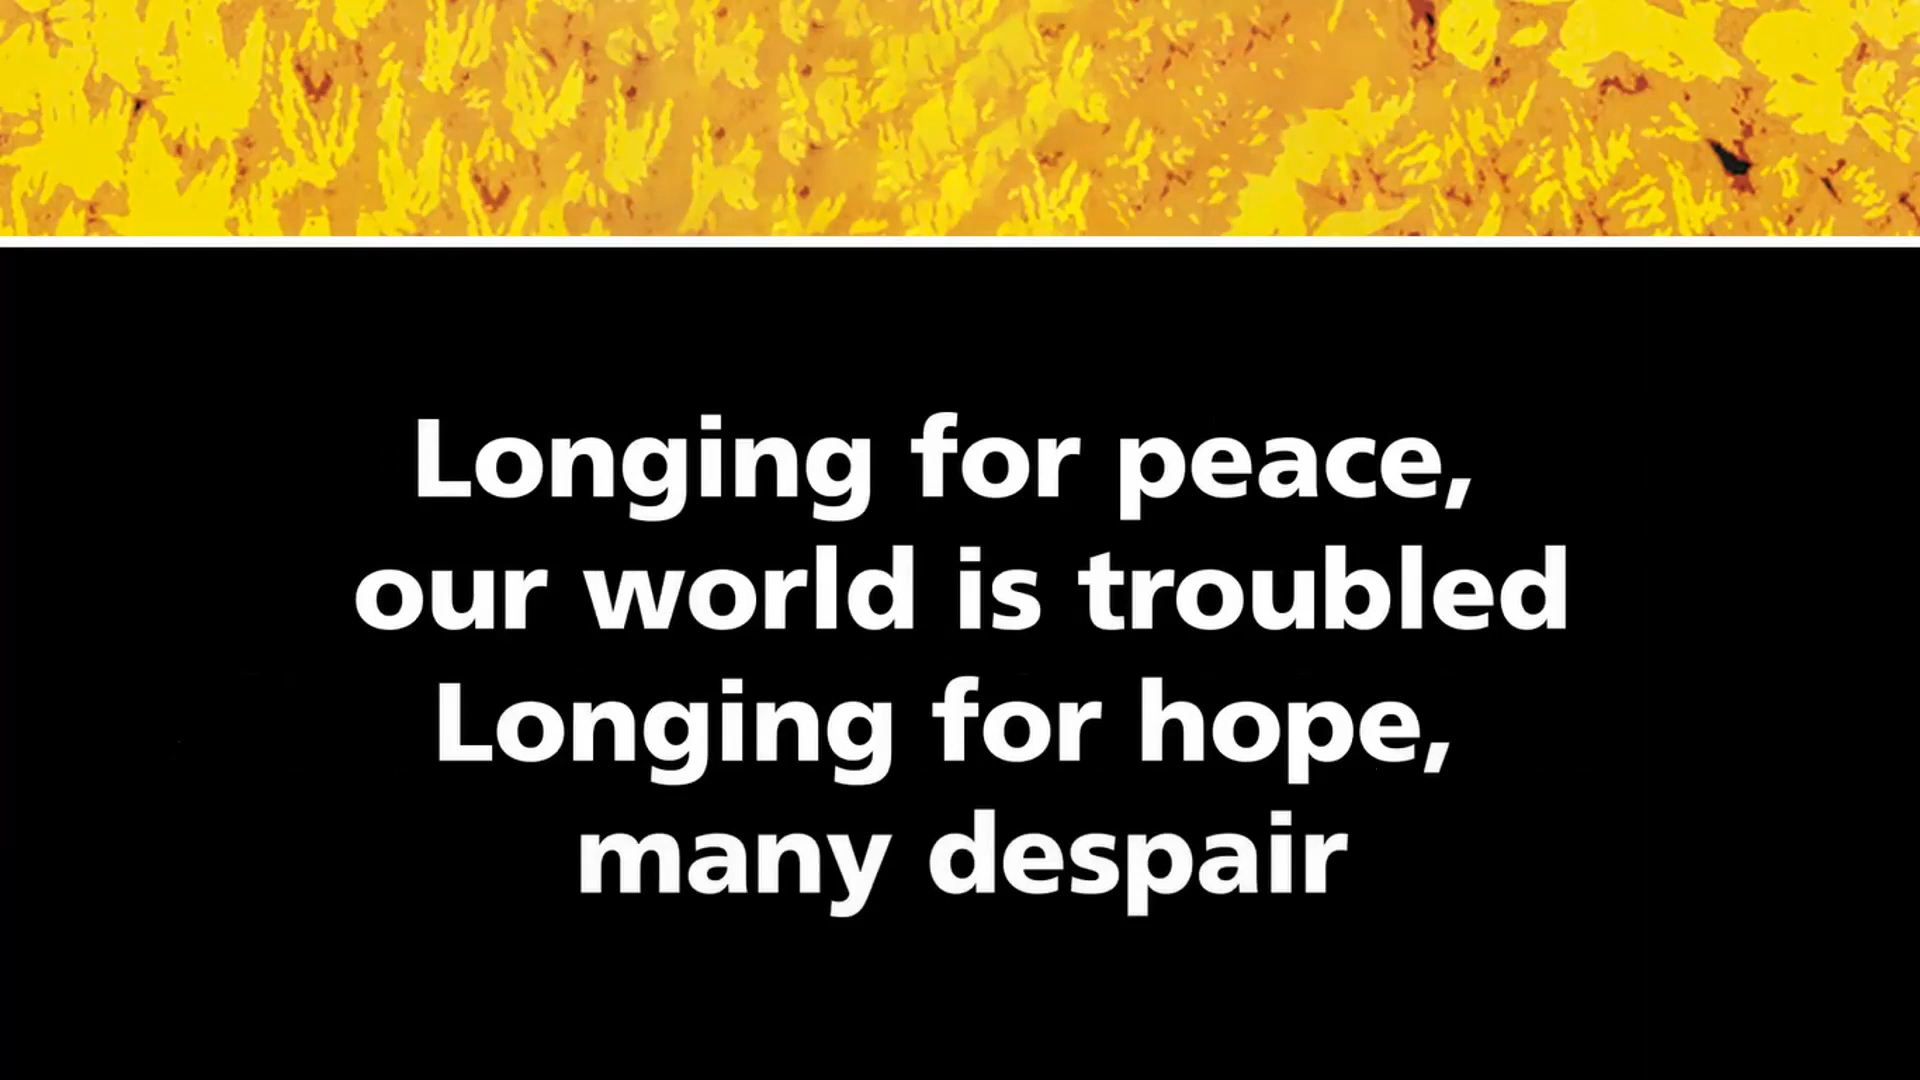 Longing for peace,
our world is troubled
Longing for hope,
many despair